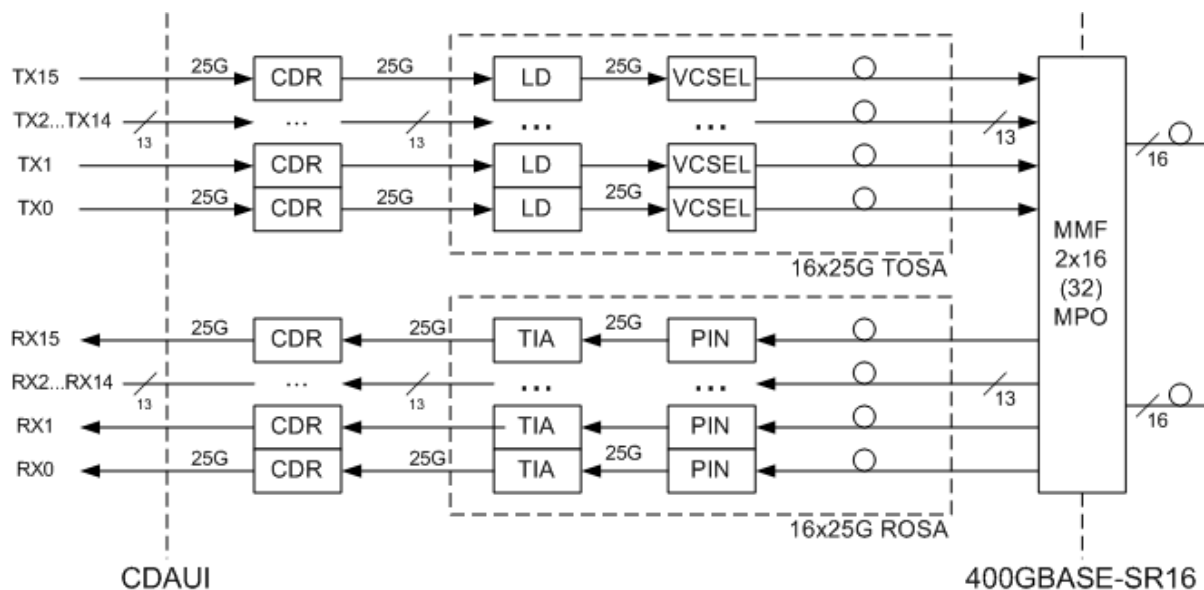 TX15 25G CDR 25G LD 25G VCSEL
TX2...TX14 13 ... 13 ... ... 13
TX1 CDR LD VCSEL
TX0 25G CDR 25G LD 25G VCSEL
16
16x25G TOSA
MMF
2x16
(32)
MPO
RX15 25G CDR 25G TIA 25G PIN
RX2...RX14 13 ... 13 ... ... 13
16
RX1 CDR TIA PIN
RX0 25G CDR 25G TIA 25G PIN
16x25G ROSA
CDAUI
400GBASE-SR16